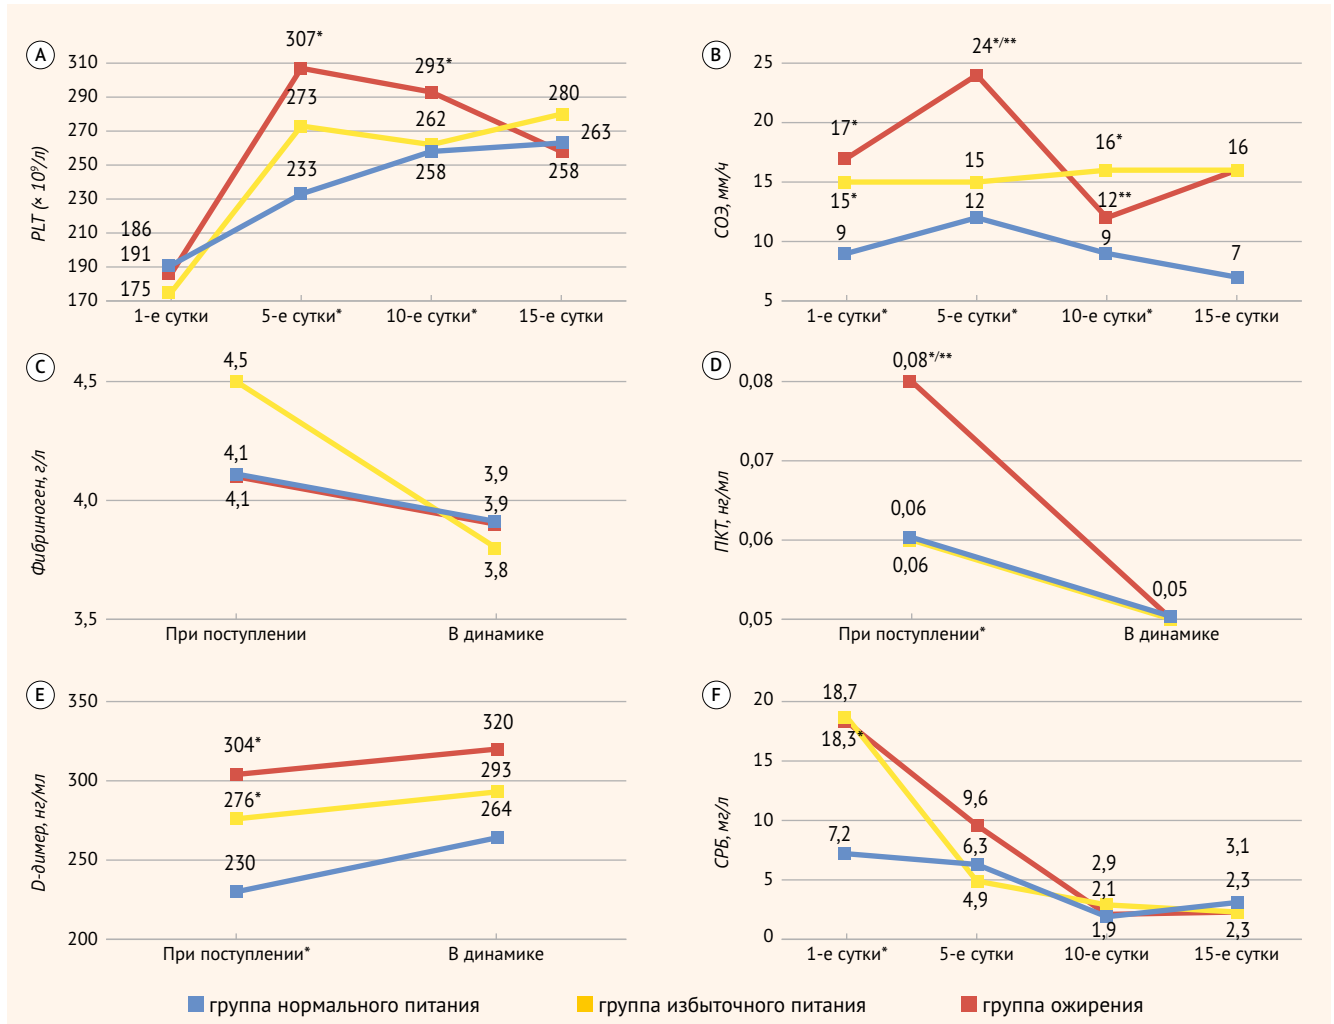 A
PLT (× 10⁹/л)
310
290
270
250
230
210
190
170
307*
293*
273
262
280
263
233
258
258
186
191
175
1-е сутки
5-е сутки*
10-е сутки*
15-е сутки
B
СОЭ, мм/ч
25
20
15
10
5
24*/**
17*
15
16*
16
15*
12
12**
9
9
7
1-е сутки*
5-е сутки*
10-е сутки*
15-е сутки
C
Фибриноген, г/л
4,5
4,0
3,5
4,5
4,1
4,1
3,9
3,9
3,8
При поступлении
В динамике
D
ПКТ, нг/мл
0,08
0,07
0,06
0,05
0,08*/**
0,06
0,06
0,05
При поступлении*
В динамике
E
D-димер, нг/мл
350
300
250
200
304*
276*
230
320
293
264
При поступлении*
В динамике
F
СРБ, мг/л
20
15
10
5
0
18,7
18,3*
7,2
9,6
6,3
4,9
2,9
2,1
1,9
3,1
2,3
2,3
1-е сутки*
5-е сутки
10-е сутки
15-е сутки
группа нормального питания
группа избыточного питания
группа ожирения